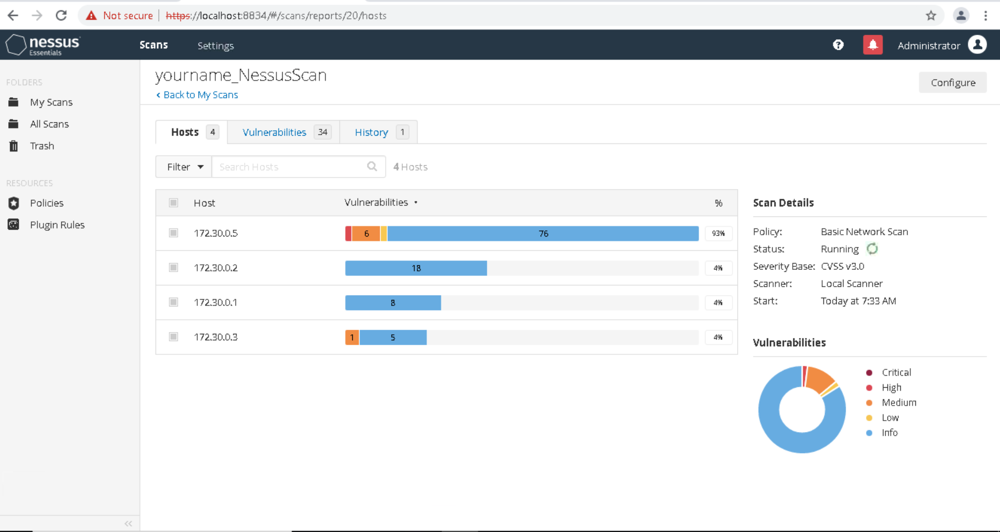 Not secure | https://localhost:8834/#/scans/reports/20/hosts
nessus
Essentials
Scans
Settings
Administrator
FOLDERS
My Scans
All Scans
Trash
RESOURCES
Policies
Plugin Rules
yourname_NessusScan
Back to My Scans
Configure
Hosts 4
Vulnerabilities 34
History 1
Filter
Search Hosts
4 Hosts
Host Vulnerabilities %
172.30.0.5 6 76 93%
172.30.0.2 18 4%
172.30.0.1 8 4%
172.30.0.3 1 5 4%
Scan Details
Policy: Basic Network Scan
Status: Running
Severity Base: CVSS v3.0
Scanner: Local Scanner
Start: Today at 7:33 AM
Vulnerabilities
Critical
High
Medium
Low
Info